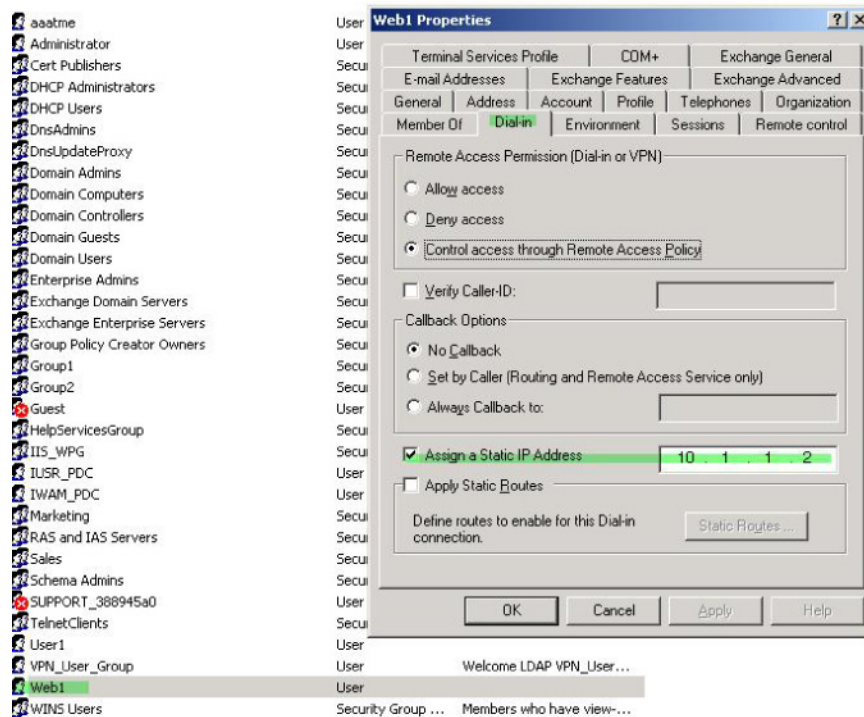 aaatme User
Administrator User
Cert Publishers Secu
DHCP Administrators Secu
DHCP Users Secu
DnsAdmins Secu
DnsUpdateProxy Secu
Domain Admins Secu
Domain Computers Secu
Domain Controllers Secu
Domain Guests Secu
Domain Users Secu
Enterprise Admins Secu
Exchange Domain Servers Secu
Exchange Enterprise Servers Secu
Group Policy Creator Owners Secu
Group1 Secu
Group2 Secu
Guest User
HelpServicesGroup Secu
IIS_WPG Secu
IUSR_PDC User
IWAM_PDC User
Marketing Secu
RAS and IAS Servers Secu
Sales Secu
Schema Admins Secu
SUPPORT_388945a0 User
TelnetClients Secu
User1 User
VPN_User_Group User Welcome LDAP VPN_User...
Web1 User
WINS Users Security Group ... Members who have view-...
Web1 Properties
Terminal Services Profile COM+ Exchange General
E-mail Addresses Exchange Features Exchange Advanced
General Address Account Profile Telephones Organization
Member Of Dial-in Environment Sessions Remote control
Remote Access Permission (Dial-in or VPN)
Allow access
Deny access
Control access through Remote Access Policy
Verify Caller-ID:
Callback Options
No Callback
Set by Caller (Routing and Remote Access Service only)
Always Callback to:
Assign a Static IP Address 10 . 1 . 1 . 2
Apply Static Routes
Define routes to enable for this Dial-in
connection.
Static Routes ...
OK Cancel Apply Help